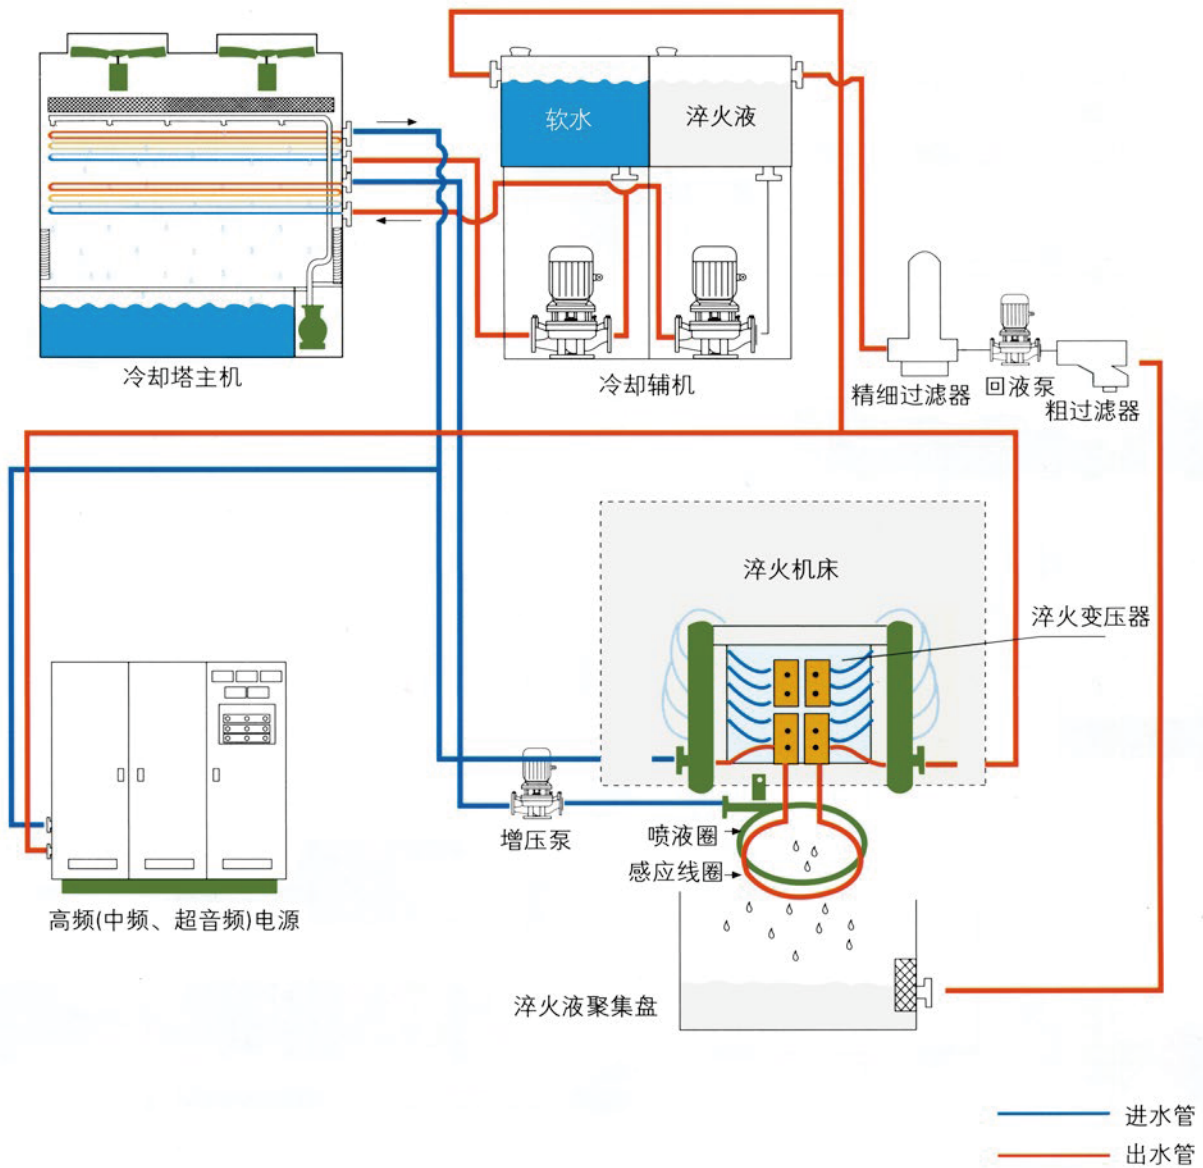 软水
淬火液
冷却塔主机
冷却辅机
精细过滤器
回液泵
粗过滤器
淬火机床
淬火变压器
增压泵
喷液圈
感应线圈
高频(中频、超音频)电源
淬火液聚集盘
进水管
出水管